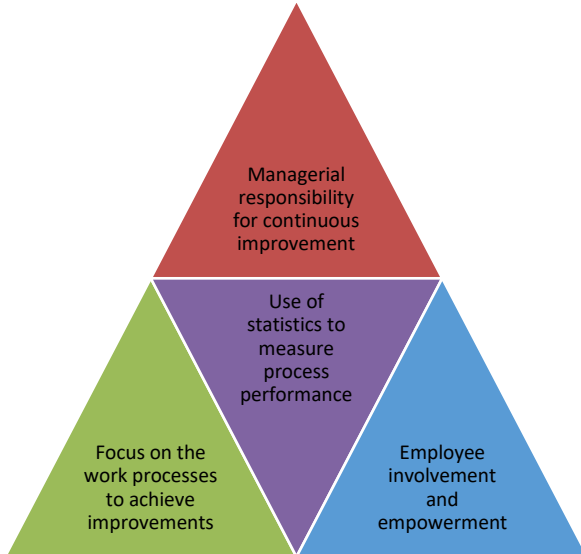 Managerial
responsibility
for continuous
improvement
Use of
statistics to
measure
process
performance
Focus on the
work processes
to achieve
improvements
Employee
involvement
and
empowerment